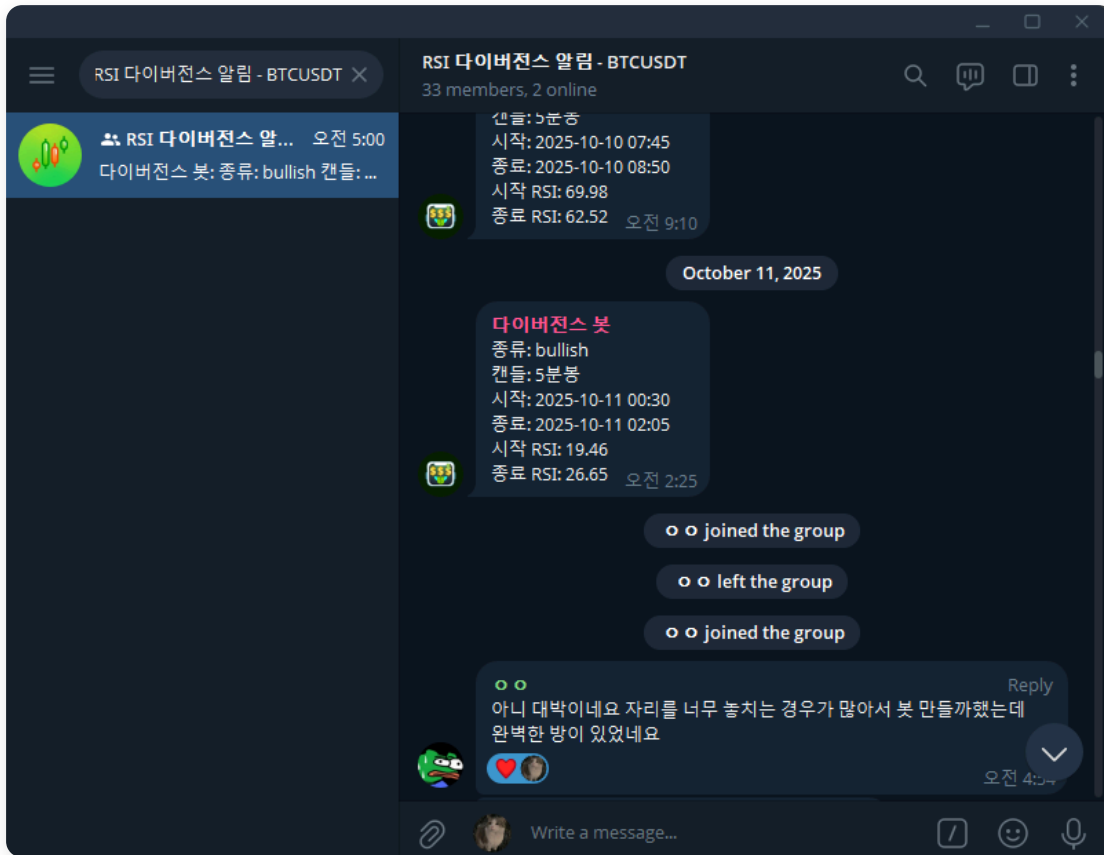 RSI 다이버전스 알림 - BTCUSDT
RSI 다이버전스 알...
오전 5:00
다이버전스 봇: 종류: bullish 캔들: ...
RSI 다이버전스 알림 - BTCUSDT
33 members, 2 online
캔들: 5분봉
시작: 2025-10-10 07:45
종료: 2025-10-10 08:50
시작 RSI: 69.98
종료 RSI: 62.52
오전 9:10
October 11, 2025
다이버전스 봇
종류: bullish
캔들: 5분봉
시작: 2025-10-11 00:30
종료: 2025-10-11 02:05
시작 RSI: 19.46
종료 RSI: 26.65
오전 2:25
ㅇㅇ joined the group
ㅇㅇ left the group
ㅇㅇ joined the group
ㅇㅇ
Reply
아니 대박이네요 자리를 너무 놓치는 경우가 많아서 봇 만들까했는데
완벽한 방이 있었네요
오전
Write a message...